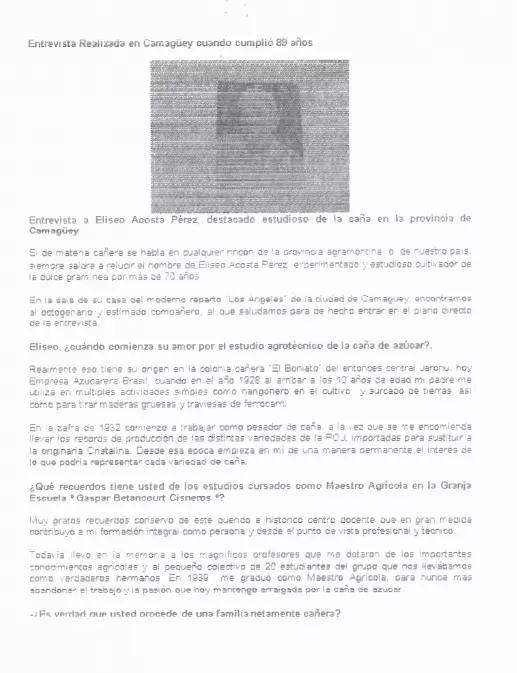 Entrevista Realizada en Camagüey cuando cumplió 89 años
Entrevista a Eliseo Acosta Pérez, destacado estudioso de la caña en la provincia de
Camagüey
Si de materia cañera se habla en cualquier rincón de la provincia agramontina o de nuestro país,
siempre saldrá a relucir el nombre de Eliseo Acosta Pérez, experimentado y estudioso cultivador de
la dulce gramínea por más de 70 años
En la sala de su casa del moderno reparto "Los Ángeles" de la ciudad de Camagüey, encontramos
al octogenario y estimado compañero, al que saludamos para de hecho entrar en el plano directo
de la entrevista.
Eliseo, ¿cuándo comienza su amor por el estudio agrotécnico de la caña de azúcar?.
Realmente eso tiene su origen en la colonia cañera "El Boniato" del entonces central Jaronú, hoy
Empresa Azucarera Brasil, cuando en el año 1928 al arribar a los 10 años de edad mi padre me
utiliza en múltiples actividades simples como narigonero en el cultivo y surcado de tierras, así
como para tirar maderas gruesas y traviesas de ferrocarril
En la zafra de 1932 comienzo a trabajar como pesador de caña, a la vez que se me encomienda
llevar los records de producción de las distintas variedades de la POJ, importadas para sustituir a
la originaria Cristalina. Desde esa época empieza en mí de una manera permanente el interés de
lo que podría representar cada variedad de caña.
¿Qué recuerdos tiene usted de los estudios cursados como Maestro Agrícola en la Granja
Escuela "Gaspar Betancourt Cisneros"?
Muy gratos recuerdos conservo de este querido e histórico centro docente que en gran medida
contribuyó a mi formación integral como persona y desde el punto de vista profesional y técnico.
Todavía llevo en la memoria a los magníficos profesores que me dotaron de los importantes
conocimientos agrícolas y al pequeño colectivo de 20 estudiantes del grupo que nos llevábamos
como verdaderos hermanos. En 1939 me graduó como Maestro Agrícola, para nunca más
abandonar el trabajo y la pasión que hoy mantengo arraigada por la caña de azúcar
-¿Es verdad que usted procede de una familia netamente cañera?